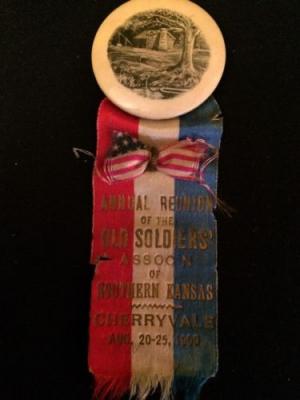 ANNUAL REUNION
OF THE
OLD SOLDIERS'
ASSOC'N
OF
SOUTHERN KANSAS
CHERRYVALE
AUG. 20-25, 1900